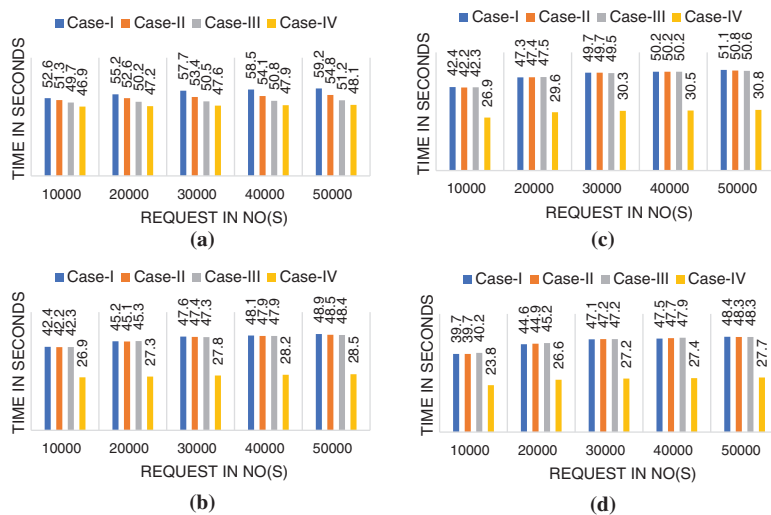 Case-I Case-II Case-III Case-IV
TIME IN SECONDS
52.6 51.3 49.7 46.9 55.2 52.6 50.2 47.2 57.7 53.4 50.5 47.6 58.5 54.1 50.8 47.9 59.2 54.8 51.2 48.1
10000 20000 30000 40000 50000
REQUEST IN NO(S)
(a)
Case-I Case-II Case-III Case-IV
TIME IN SECONDS
42.4 42.2 42.3 26.9 47.3 47.4 47.5 29.6 49.7 49.7 49.5 30.3 50.2 50.2 50.2 30.5 51.1 50.8 50.6 30.8
10000 20000 30000 40000 50000
REQUEST IN NO(S)
(c)
Case-I Case-II Case-III Case-IV
TIME IN SECONDS
42.4 42.2 42.3 26.9 45.2 45.1 45.3 27.3 47.6 47.4 47.3 27.8 48.1 47.9 47.9 28.2 48.9 48.5 48.4 28.5
10000 20000 30000 40000 50000
REQUEST IN NO(S)
(b)
Case-I Case-II Case-III Case-IV
TIME IN SECONDS
39.7 39.7 40.2 23.8 44.6 44.9 45.2 26.6 47.1 47.2 47.2 27.2 47.5 47.7 47.9 27.4 48.4 48.3 48.3 27.7
10000 20000 30000 40000 50000
REQUEST IN NO(S)
(d)